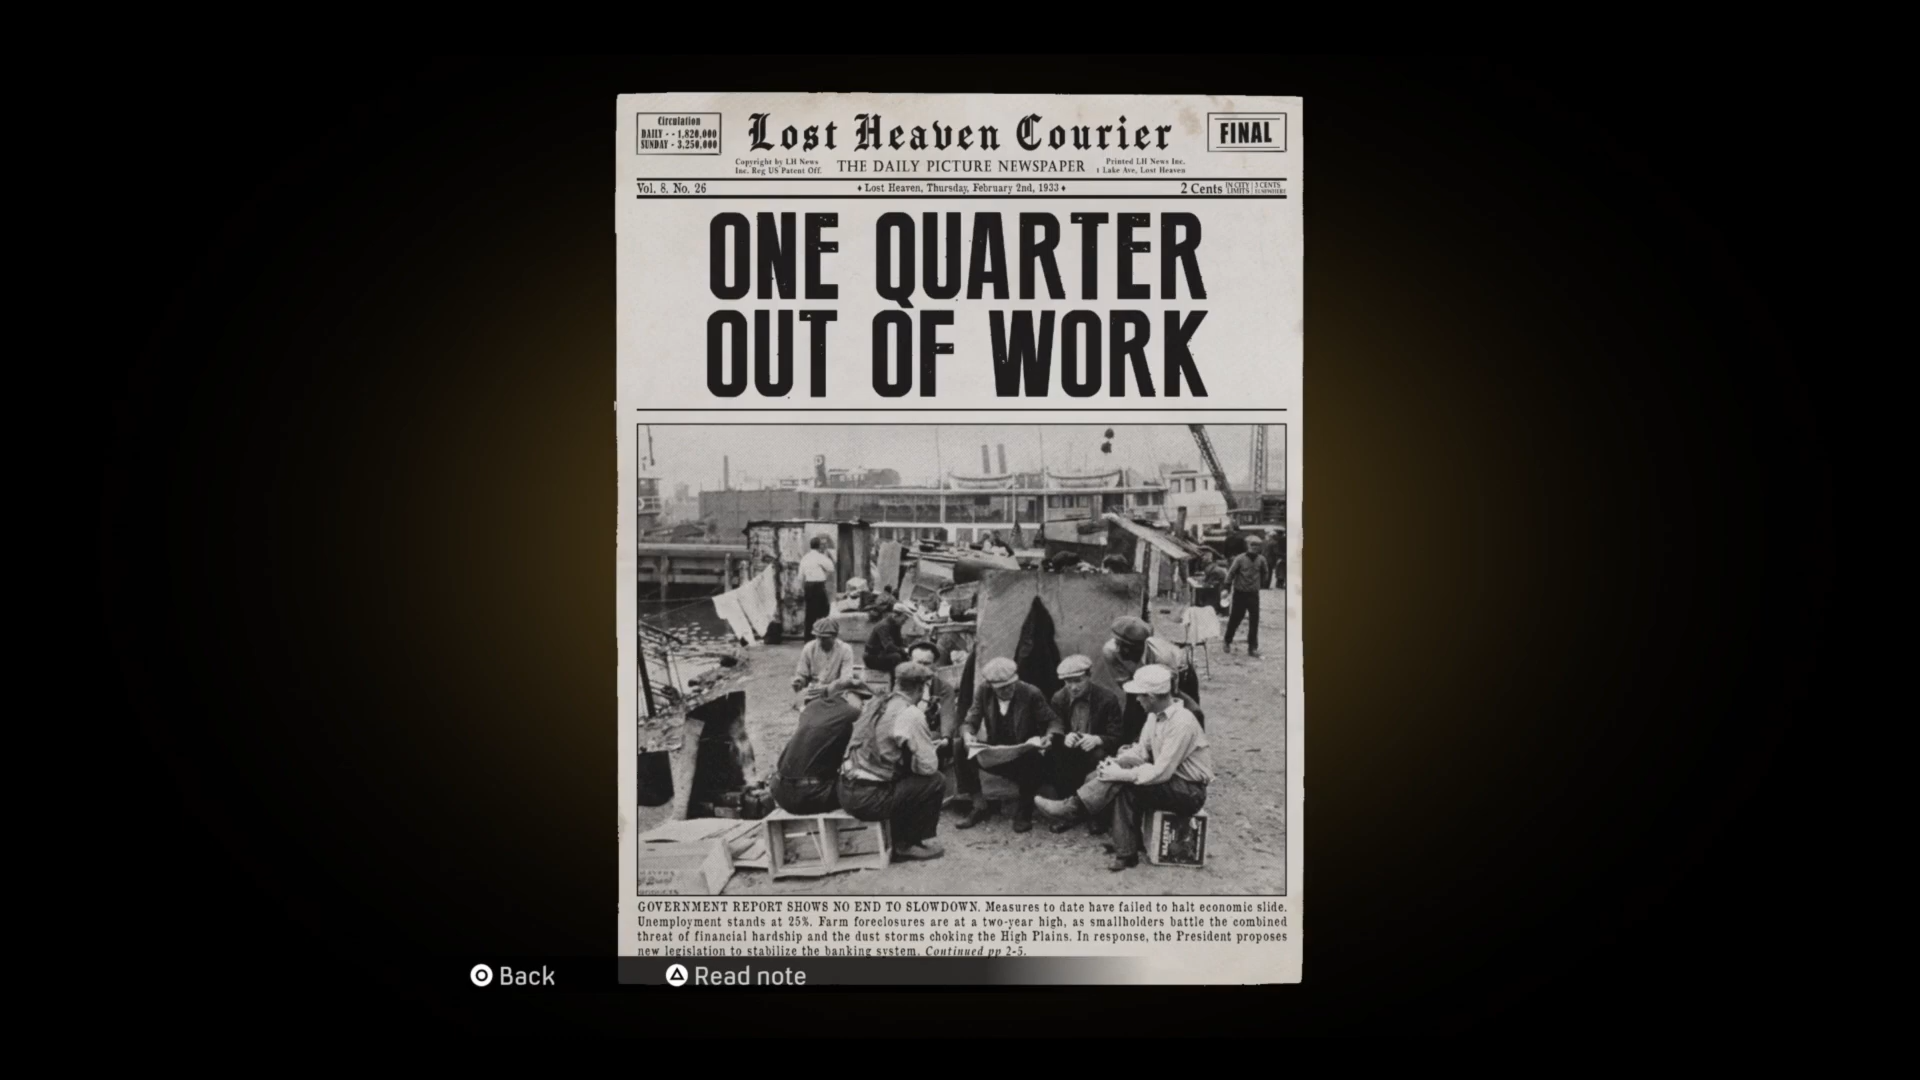 Circulation
DAILY - - 1,820,000
SUNDAY - 3,250,000
Lost Heaven Courier
FINAL
Copyright by LH News
Inc. Reg US Patent Off.
THE DAILY PICTURE NEWSPAPER
Printed LH News Inc.
1 Lake Ave, Lost Heaven
Vol. 8. No. 26
♦ Lost Heaven, Thursday, February 2nd, 1933 ♦
2 Cents IN CITY LIMITS | 3 CENTS ELSEWHERE
ONE QUARTER
OUT OF WORK
GOVERNMENT REPORT SHOWS NO END TO SLOWDOWN. Measures to date have failed to halt economic slide.
Unemployment stands at 25%. Farm foreclosures are at a two-year high, as smallholders battle the combined
threat of financial hardship and the dust storms choking the High Plains. In response, the President proposes
new legislation to stabilize the banking system. Continued pp 2-5.
Back
Read note